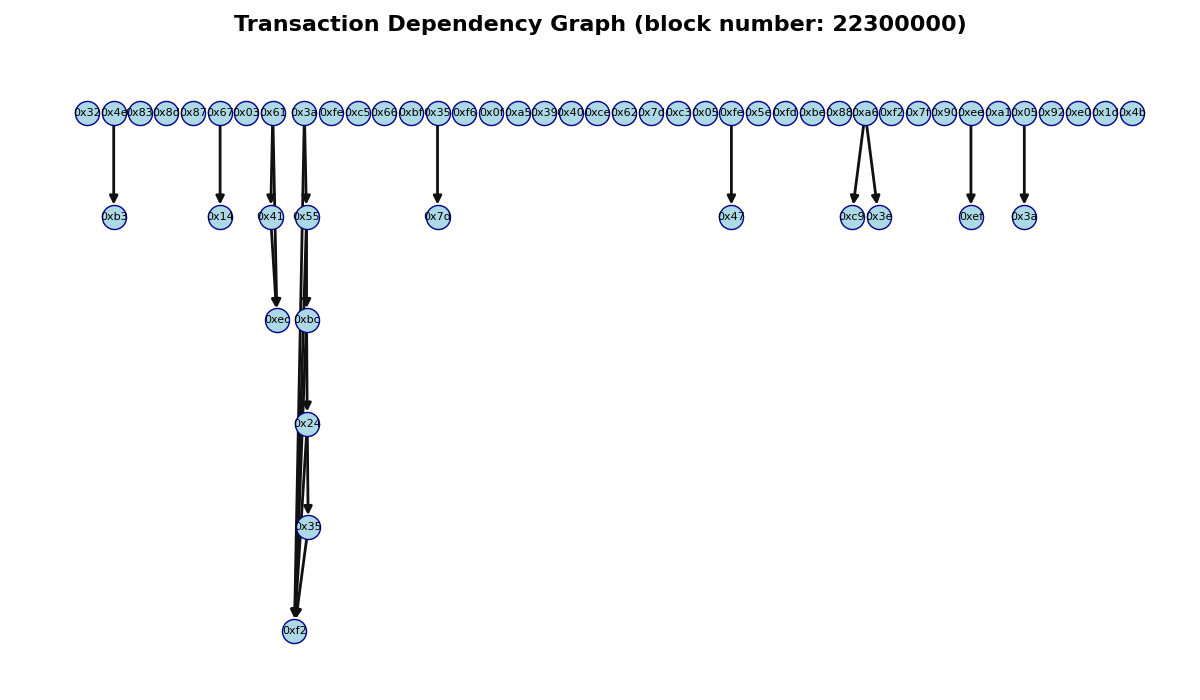 Transaction Dependency Graph (block number: 22300000)
0x32 0x4e 0x83 0x8d 0x87 0x67 0x03 0x61 0x3a 0xfe 0xc5 0x66 0xbf 0x35 0xf6 0x0f 0xa5 0x39 0x40 0xce 0x62 0x7d 0xc3 0x05 0xfe 0x5e 0xfd 0xbe 0x88 0xa6 0xf2 0x7f 0x90 0xee 0xa1 0x05 0x92 0xe0 0x1d 0x4b
0xb3 0x14 0x41 0x55 0x7d 0x47 0xc9 0x3e 0xef 0x3a
0xec 0xbc
0x24
0x35
0xf2